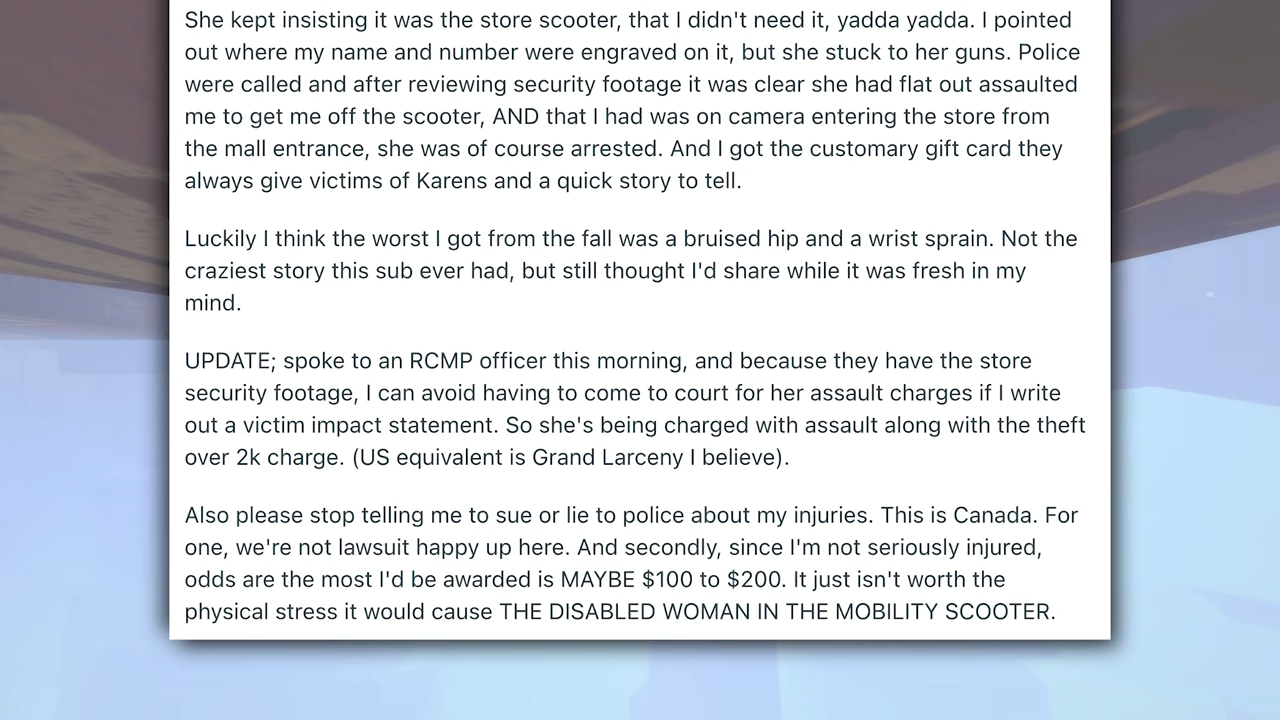 She kept insisting it was the store scooter, that I didn't need it, yadda yadda. I pointed
out where my name and number were engraved on it, but she stuck to her guns. Police
were called and after reviewing security footage it was clear she had flat out assaulted
me to get me off the scooter, AND that I had was on camera entering the store from
the mall entrance, she was of course arrested. And I got the customary gift card they
always give victims of Karens and a quick story to tell.
Luckily I think the worst I got from the fall was a bruised hip and a wrist sprain. Not the
craziest story this sub ever had, but still thought I'd share while it was fresh in my
mind.
UPDATE; spoke to an RCMP officer this morning, and because they have the store
security footage, I can avoid having to come to court for her assault charges if I write
out a victim impact statement. So she's being charged with assault along with the theft
over 2k charge. (US equivalent is Grand Larceny I believe).
Also please stop telling me to sue or lie to police about my injuries. This is Canada. For
one, we're not lawsuit happy up here. And secondly, since I'm not seriously injured,
odds are the most I'd be awarded is MAYBE $100 to $200. It just isn't worth the
physical stress it would cause THE DISABLED WOMAN IN THE MOBILITY SCOOTER.